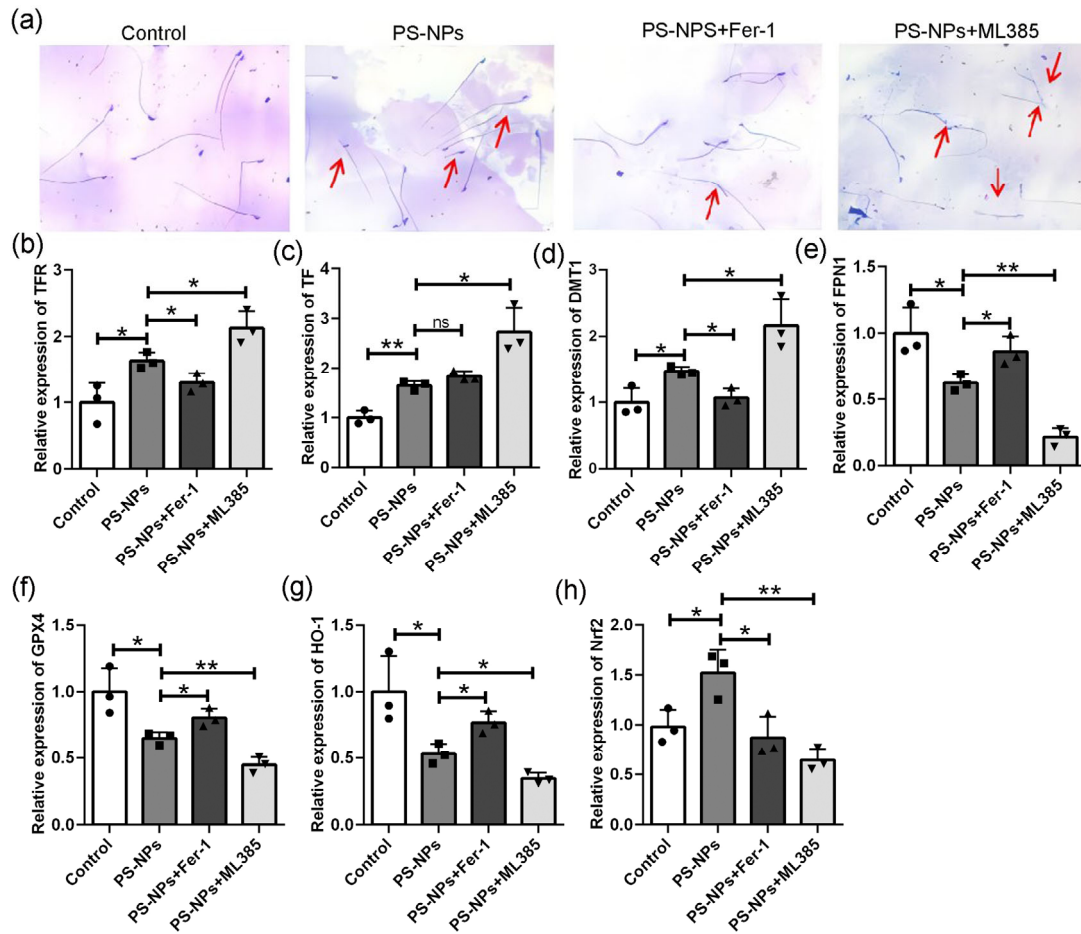 (a)
Control
PS-NPs
PS-NPS+Fer-1
PS-NPs+ML385
(b)
Relative expression of TFR
3
2
1
0
*
*
*
Control
PS-NPs
PS-NPs+Fer-1
PS-NPs+ML385
(c)
Relative expression of TF
4
3
2
1
0
**
ns
*
Control
PS-NPs
PS-NPs+Fer-1
PS-NPs+ML385
(d)
Relative expression of DMT1
3
2
1
0
*
*
*
Control
PS-NPs
PS-NPs+Fer-1
PS-NPs+ML385
(e)
Relative expression of FPN1
1.5
1.0
0.5
0.0
*
**
*
Control
PS-NPs
PS-NPs+Fer-1
PS-NPs+ML385
(f)
Relative expression of GPX4
1.5
1.0
0.5
0.0
*
**
*
Control
PS-NPs
PS-NPs+Fer-1
PS-NPs+ML385
(g)
Relative expression of HO-1
1.5
1.0
0.5
0.0
*
*
*
Control
PS-NPs
PS-NPs+Fer-1
PS-NPs+ML385
(h)
Relative expression of Nrf2
2.0
1.5
1.0
0.5
0.0
*
**
*
Control
PS-NPs
PS-NPs+Fer-1
PS-NPs+ML385